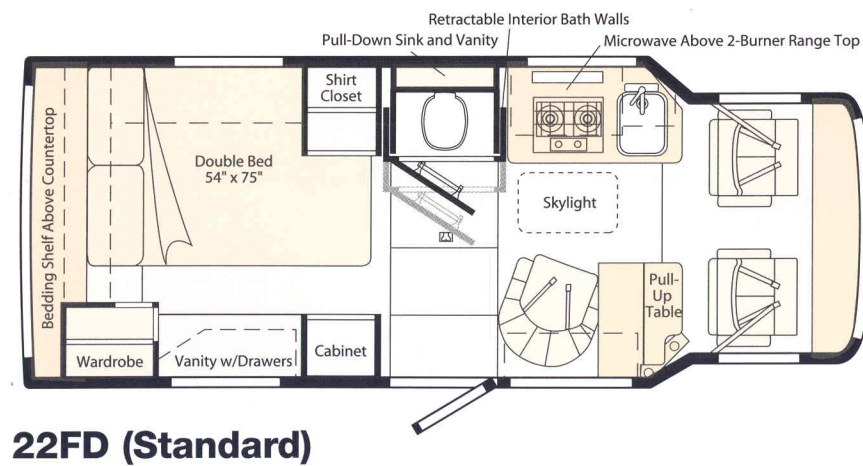 Retractable Interior Bath Walls
Pull-Down Sink and Vanity
Microwave Above 2-Burner Range Top
Shirt
Closet
Bedding Shelf Above Countertop
Double Bed
54" x 75"
Skylight
Pull-
Up
Table
Wardrobe
Vanity w/Drawers
Cabinet
22FD (Standard)